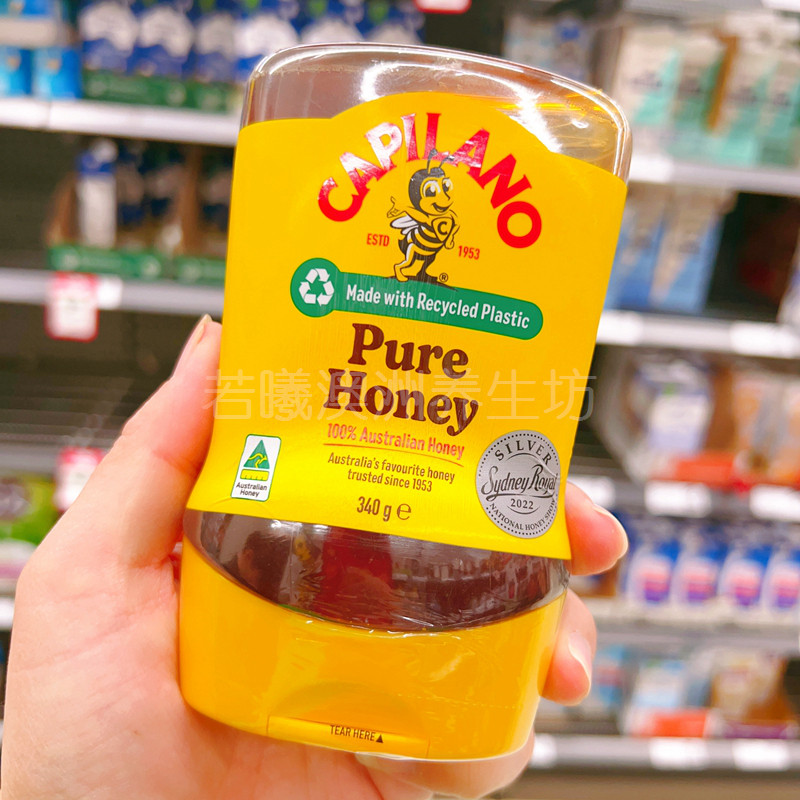 CAPILANO
ESTD 1953
C
®
Made with Recycled Plastic
Pure
Honey
若曦澳洲养生坊
100% Australian Honey
Australia's favourite honey
trusted since 1953
340 g ℮
Australian
Honey
SILVER
Sydney Royal
2022
NATIONAL HONEY SHOW
TEAR HERE▲